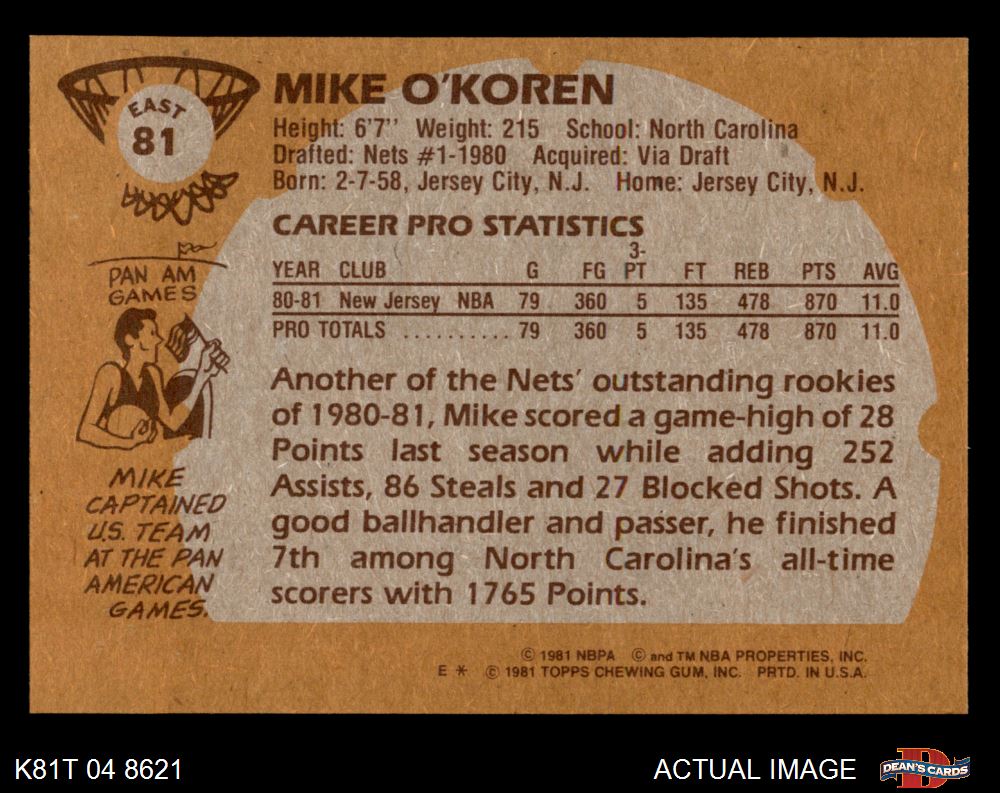 EAST
81
MIKE O'KOREN
Height: 6'7" Weight: 215 School: North Carolina
Drafted: Nets #1-1980 Acquired: Via Draft
Born: 2-7-58, Jersey City, N.J. Home: Jersey City, N.J.
CAREER PRO STATISTICS
3-
YEAR CLUB G FG PT FT REB PTS AVG
80-81 New Jersey NBA 79 360 5 135 478 870 11.0
PRO TOTALS .......... 79 360 5 135 478 870 11.0
PAN AM
GAMES
MIKE
CAPTAINED
U.S. TEAM
AT THE PAN
AMERICAN
GAMES.
Another of the Nets' outstanding rookies
of 1980-81, Mike scored a game-high of 28
Points last season while adding 252
Assists, 86 Steals and 27 Blocked Shots. A
good ballhandler and passer, he finished
7th among North Carolina's all-time
scorers with 1765 Points.
© 1981 NBPA © and TM NBA PROPERTIES, INC.
E * © 1981 TOPPS CHEWING GUM, INC. PRTD. IN U.S.A.
K81T 04 8621
ACTUAL IMAGE
D
DEAN'S CARDS